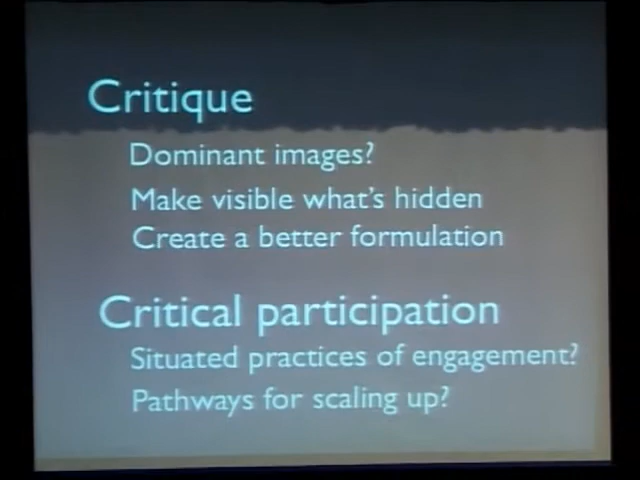 Critique
Dominant images?
Make visible what's hidden
Create a better formulation
Critical participation
Situated practices of engagement?
Pathways for scaling up?